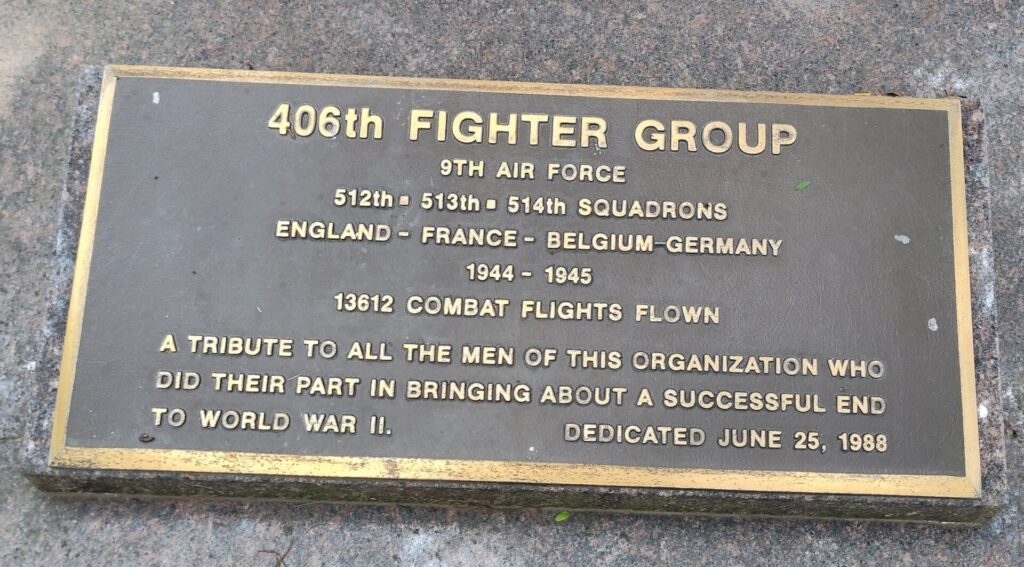 406th FIGHTER GROUP
9TH AIR FORCE
512th ▪ 513th ▪ 514th SQUADRONS
ENGLAND - FRANCE - BELGIUM-GERMANY
1944 - 1945
13612 COMBAT FLIGHTS FLOWN
A TRIBUTE TO ALL THE MEN OF THIS ORGANIZATION WHO
DID THEIR PART IN BRINGING ABOUT A SUCCESSFUL END
TO WORLD WAR II. DEDICATED JUNE 25, 1988